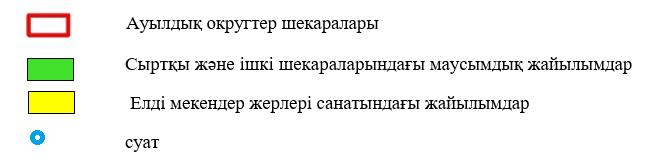 Ауылдық округтер шекаралары
Сыртқы және ішкі шекараларындағы маусымдық жайылымдар
Елді мекендер жерлері санатындағы жайылымдар
суат